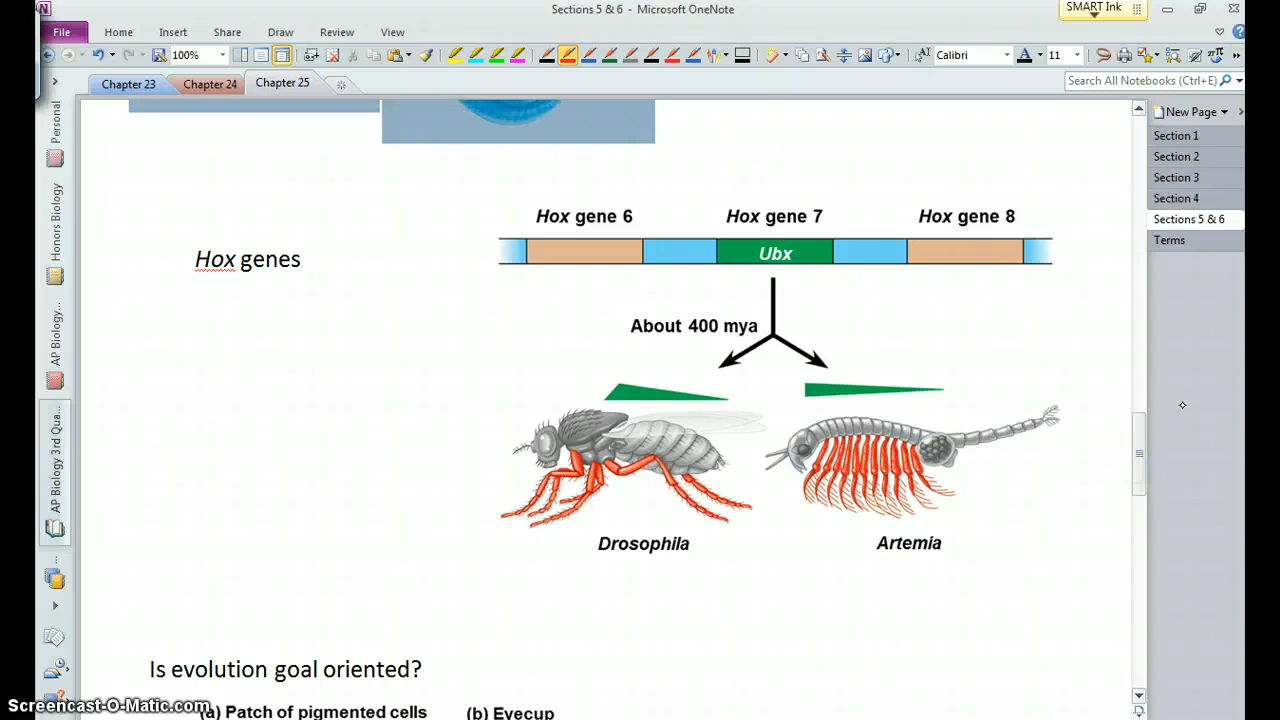 Sections 5 & 6 - Microsoft OneNote
SMART Ink
File Home Insert Share Draw Review View
100%
Calibri
11
Chapter 23 Chapter 24 Chapter 25
Search All Notebooks (Ctrl+E)
New Page
Section 1
Section 2
Section 3
Section 4
Sections 5 & 6
Terms
Personal
Honors Biology
AP Biology...
AP Biology 3rd Qua...
Hox gene 6 Hox gene 7 Hox gene 8
Ubx
Hox genes
About 400 mya
Drosophila Artemia
Is evolution goal oriented?
(a) Patch of pigmented cells (b) Eyecup
Screencast-O-Matic.com